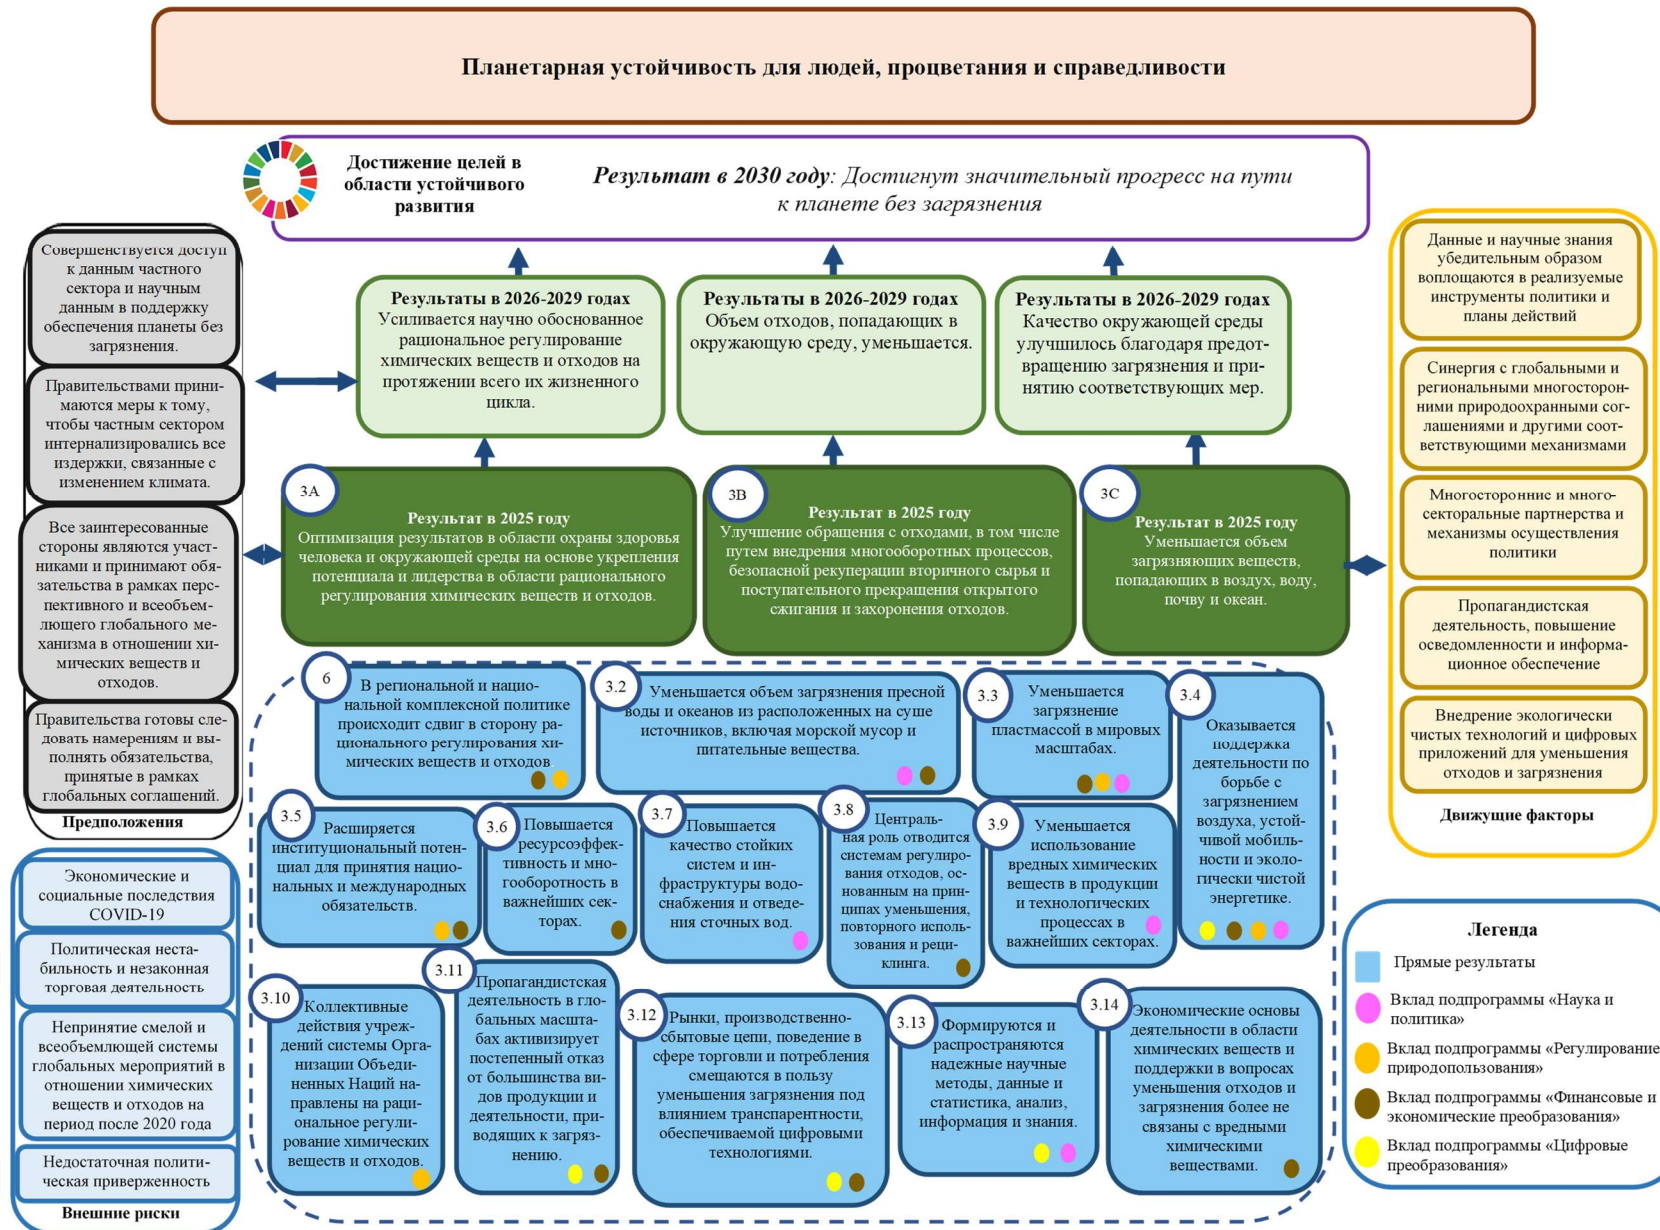 Планетарная устойчивость для людей, процветания и справедливости
Достижение целей в
области устойчивого
развития
Результат в 2030 году: Достигнут значительный прогресс на пути
к планете без загрязнения
Совершенствуется доступ
к данным частного
сектора и научным
данным в поддержку
обеспечения планеты без
загрязнения.
Правительствами прини-
маются меры к тому,
чтобы частным сектором
интернализировались все
издержки, связанные с
изменением климата.
Все заинтересованные
стороны являются участ-
никами и принимают обя-
зательства в рамках перс-
пективного и всеобъем-
лющего глобального ме-
ханизма в отношении хи-
мических веществ и
отходов.
Правительства готовы сле-
довать намерениям и вы-
полнять обязательства,
принятые в рамках
глобальных соглашений.
Предположения
Результаты в 2026-2029 годах
Усиливается научно обоснованное
рациональное регулирование
химических веществ и отходов на
протяжении всего их жизненного
цикла.
Результаты в 2026-2029 годах
Объем отходов, попадающих в
окружающую среду, уменьшается.
Результаты в 2026-2029 годах
Качество окружающей среды
улучшилось благодаря предот-
вращению загрязнения и при-
нятию соответствующих мер.
3A
Результат в 2025 году
Оптимизация результатов в области охраны здоровья
человека и окружающей среды на основе укрепления
потенциала и лидерства в области рационального
регулирования химических веществ и отходов.
3B
Результат в 2025 году
Улучшение обращения с отходами, в том числе
путем внедрения многооборотных процессов,
безопасной рекуперации вторичного сырья и
поступательного прекращения открытого
сжигания и захоронения отходов.
3C
Результат в 2025 году
Уменьшается объем
загрязняющих веществ,
попадающих в воздух, воду,
почву и океан.
Данные и научные знания
убедительным образом
воплощаются в реализуемые
инструменты политики и
планы действий
Синергия с глобальными и
региональными многосторон-
ними природоохранными сог-
лашениями и другими соот-
ветствующими механизмами
Многосторонние и много-
секторальные партнерства и
механизмы осуществления
политики
Пропагандистская
деятельность, повышение
осведомленности и информа-
ационное обеспечение
Внедрение экологически
чистых технологий и цифровых
приложений для уменьшения
отходов и загрязнения
Движущие факторы
6
В региональной и нацио-
нальной комплексной политике
происходит сдвиг в сторону ра-
ционального регулирования хи-
мических веществ и отходов
3.2
Уменьшается объем загрязнения пресной
воды и океанов из расположенных на суше
источников, включая морской мусор и
питательные вещества.
3.3
Уменьшается
загрязнение
пластмассой в мировых
масштабах.
3.4
Оказывается
поддержка
деятельности по
борьбе с
загрязнением
воздуха, устой-
чивой мобиль-
ности и эколо-
гически чистой
энергетике.
3.5
Расширяется
институциональный потен-
циал для принятия нацио-
нальных и международных
обязательств.
3.6
Повышается
ресурсоэффек-
тивность и мно-
гооборотность в
важнейших сек-
торах.
3.7
Повышается
качество стойких
систем и ин-
фраструктуры водо-
снабжения и отведе-
ния сточных вод.
3.8
Централь-
ная роль отводится
системам регулиро-
вания отходов, ос-
нованным на прин-
ципах уменьшения,
повторного исполь-
зования и реци-
клинга.
3.9
Уменьшается
использование
вредных химических
веществ в продукции
и технологических
процессах в
важнейших секторах.
3.10
Коллективные
действия учреж-
дений системы Орга-
низации Объеди-
ненных Наций на-
правлены на раци-
ональное регули-
рование химических
веществ и отходов.
3.11
Пропагандистская
деятельность в гло-
бальных масшта-
бах активизирует
постепенный отказ
от большинства ви-
дов продукции и
деятельности, при-
водящих к загряз-
нению.
3.12
Рынки, производственно-
сбытовые цепи, поведение в
сфере торговли и потребления
смещаются в пользу
уменьшения загрязнения под
влиянием транспарентности,
обеспечиваемой цифровыми
технологиями.
3.13
Формируются и
распространяются
надежные научные
методы, данные и
статистика, анализ,
информация и знания.
3.14
Экономические основы
деятельности в области
химических веществ и
поддержки в вопросах
уменьшения отходов и
загрязнения более не
связаны с вредными
химическими
веществами.
Экономические и
социальные последствия
COVID-19
Политическая неста-
бильность и незаконная
торговая деятельность
Непринятие смелой и
всеобъемлющей системы
глобальных мероприятий в
отношении химических
веществ и отходов на
период после 2020 года
Недостаточная полити-
ческая приверженность
Внешние риски
Легенда
Прямые результаты
Вклад подпрограммы «Наука и
политика»
Вклад подпрограммы «Регулирование
природопользования»
Вклад подпрограммы «Финансовые и
экономические преобразования»
Вклад подпрограммы «Цифровые
преобразования»